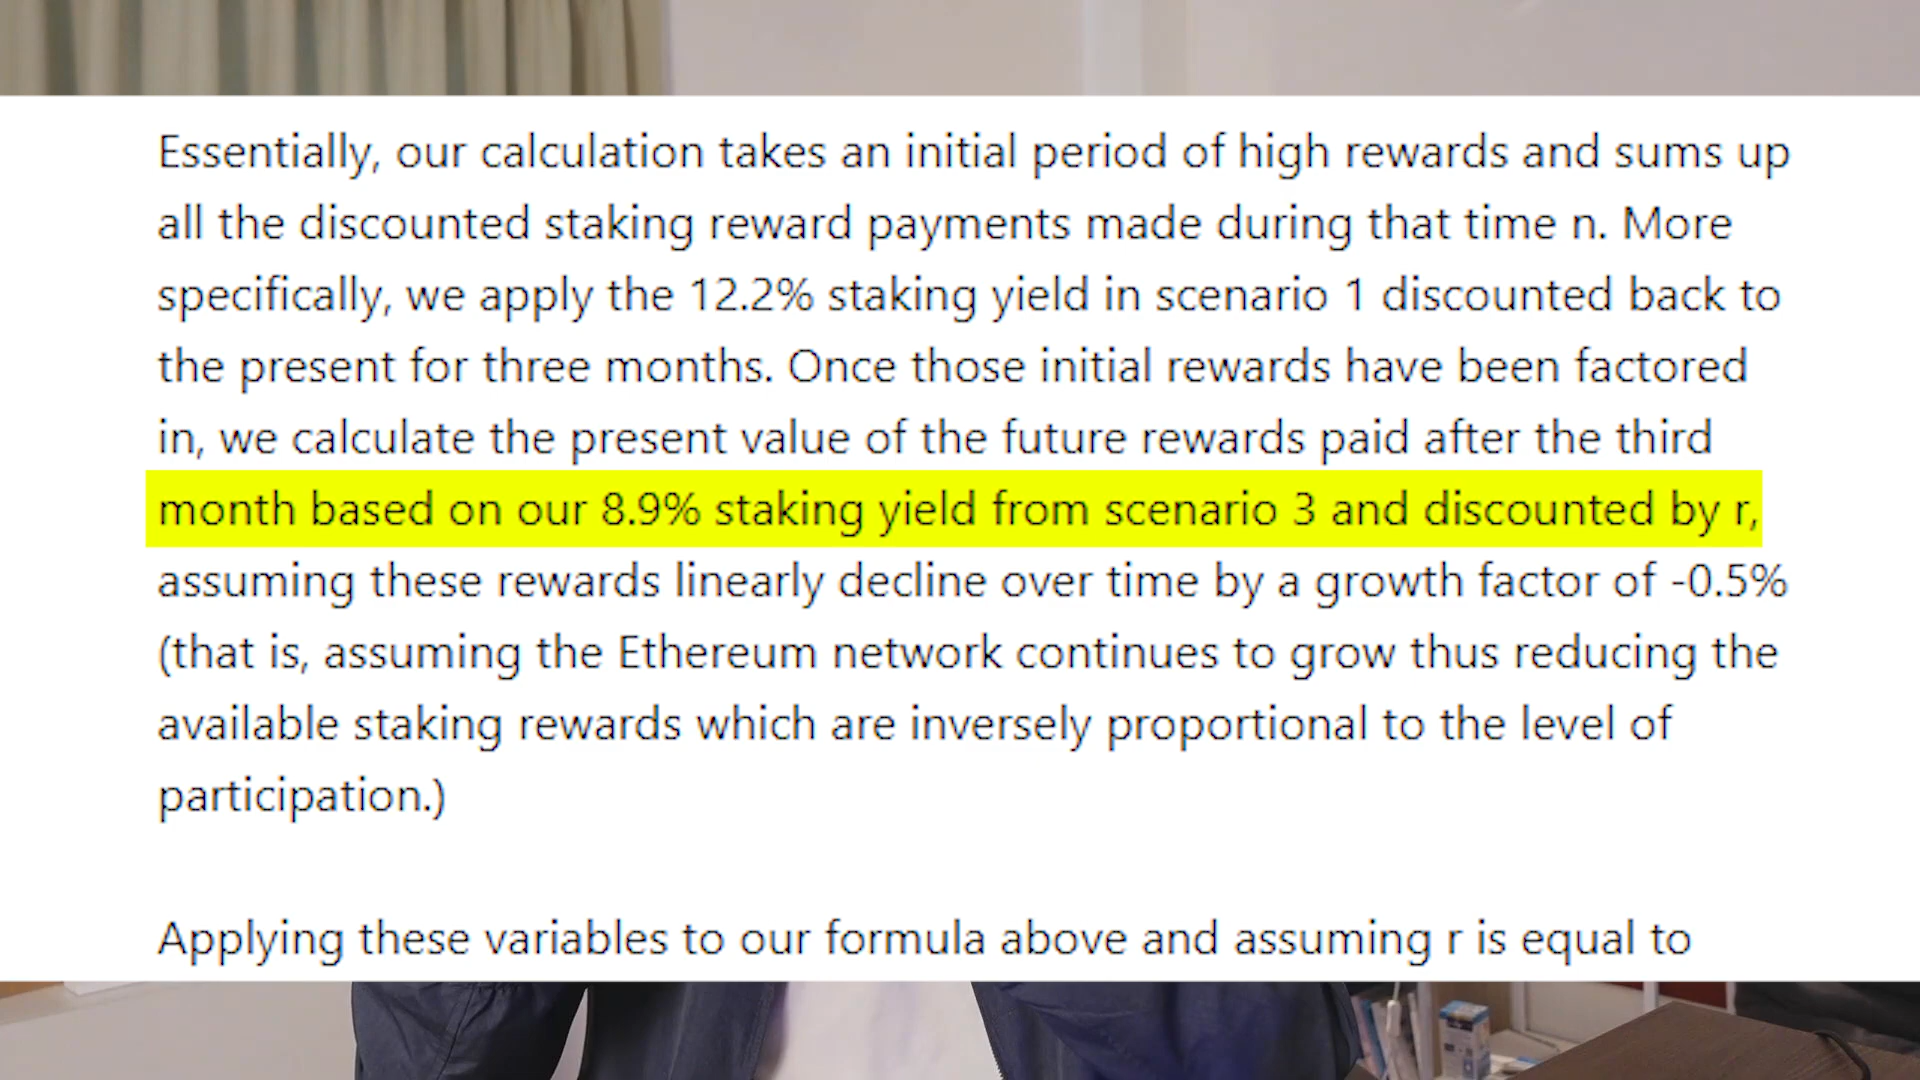 Essentially, our calculation takes an initial period of high rewards and sums up
all the discounted staking reward payments made during that time n. More
specifically, we apply the 12.2% staking yield in scenario 1 discounted back to
the present for three months. Once those initial rewards have been factored
in, we calculate the present value of the future rewards paid after the third
month based on our 8.9% staking yield from scenario 3 and discounted by r,
assuming these rewards linearly decline over time by a growth factor of -0.5%
(that is, assuming the Ethereum network continues to grow thus reducing the
available staking rewards which are inversely proportional to the level of
participation.)
Applying these variables to our formula above and assuming r is equal to